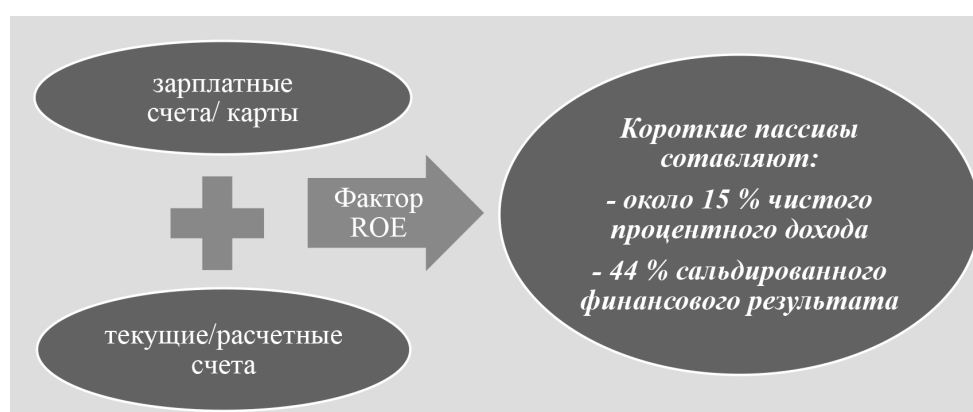 зарплатные
счета/ карты
текущие/расчетные
счета
Фактор
ROE
Короткие пассивы
сотавляют:
- около 15 % чистого
процентного дохода
- 44 % сальдированного
финансового результата